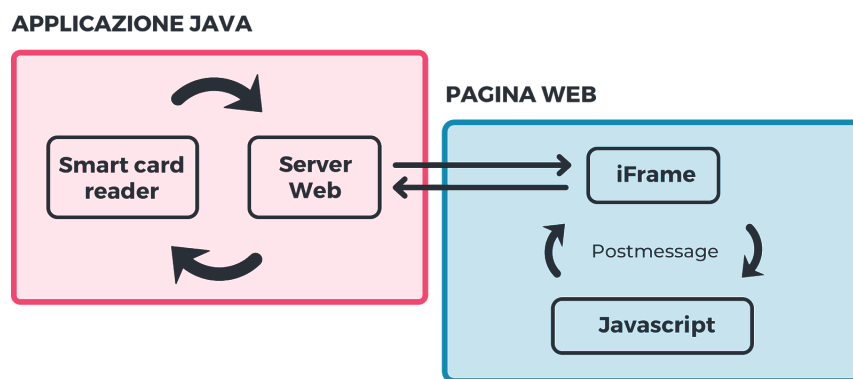 APPLICAZIONE JAVA
PAGINA WEB
Smart card
reader
Server
Web
iFrame
Postmessage
Javascript